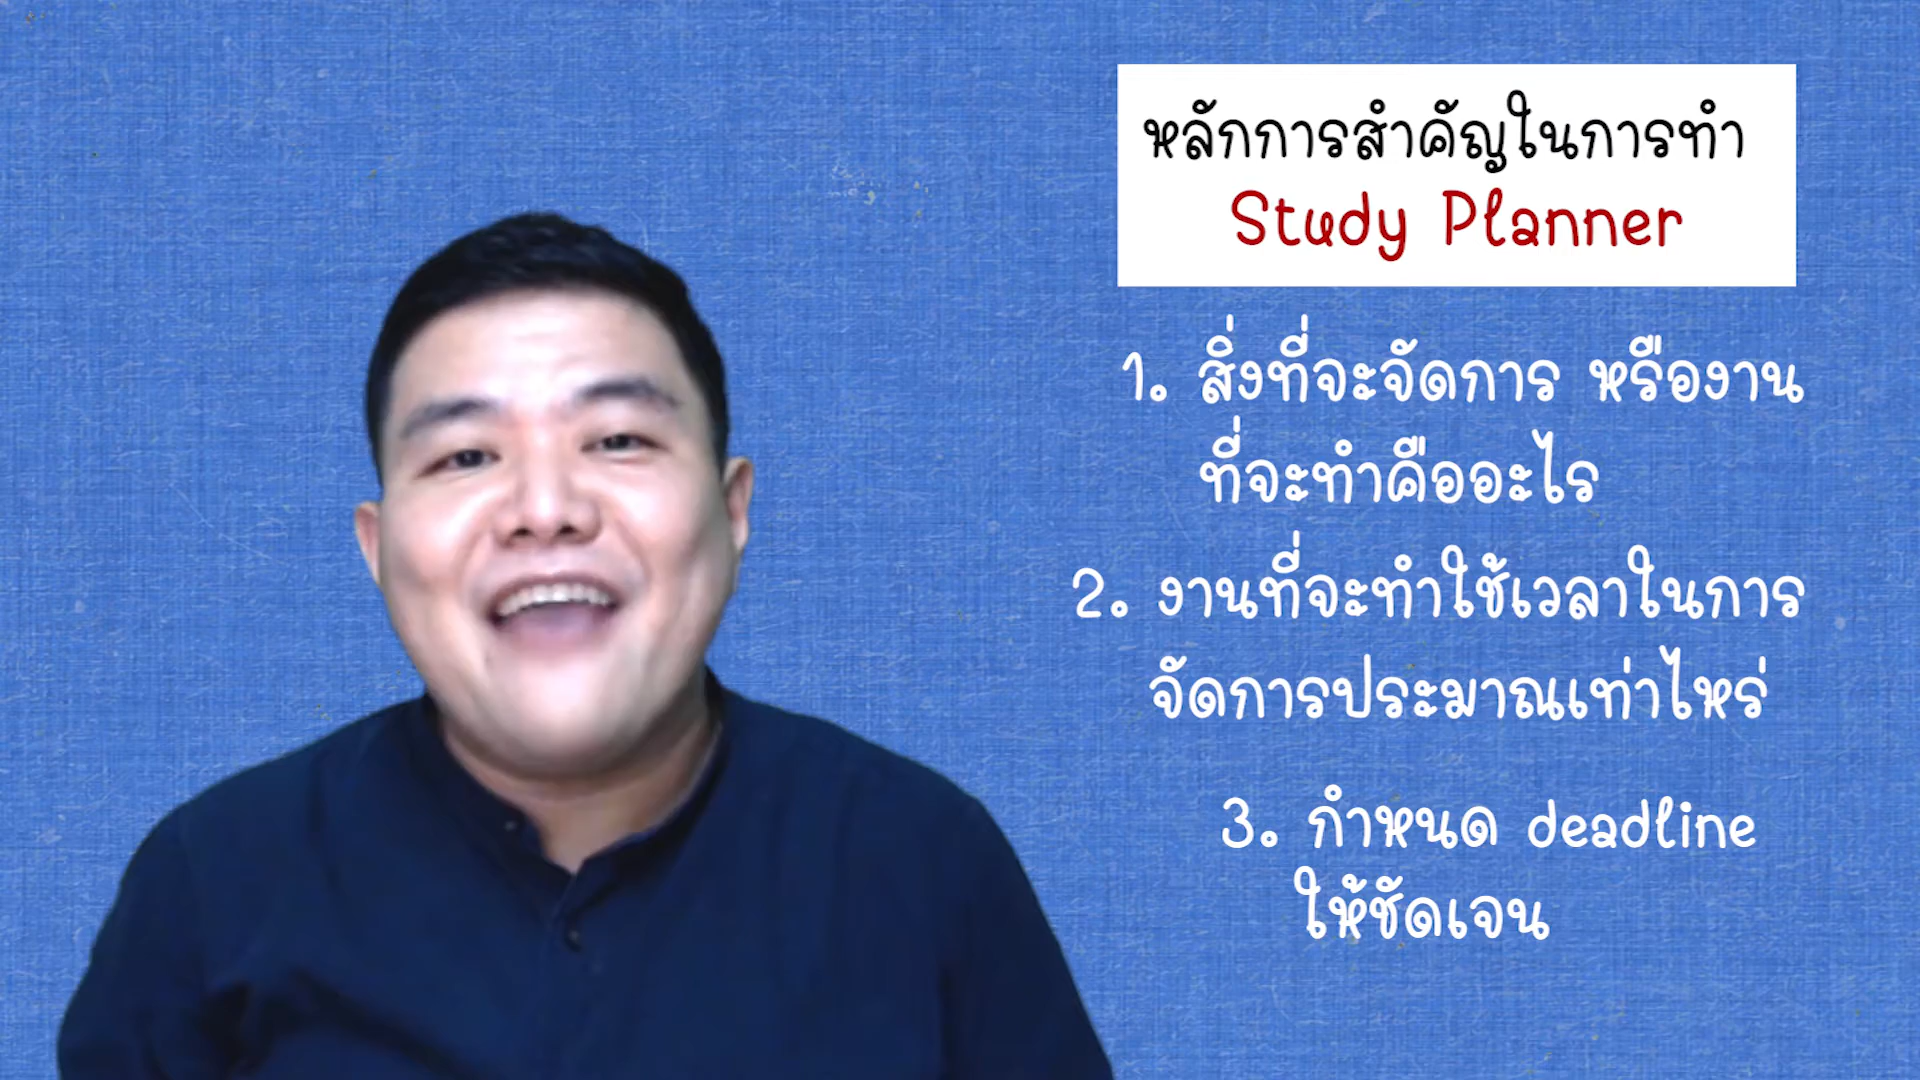 หลักการสำคัญในการทำ
Study Planner
1. สิ่งที่จะจัดการ หรืองาน
ที่จะทำคืออะไร
2. งานที่จะทำใช้เวลาในการ
จัดการประมาณเท่าไหร่
3. กำหนด deadline
ให้ชัดเจน